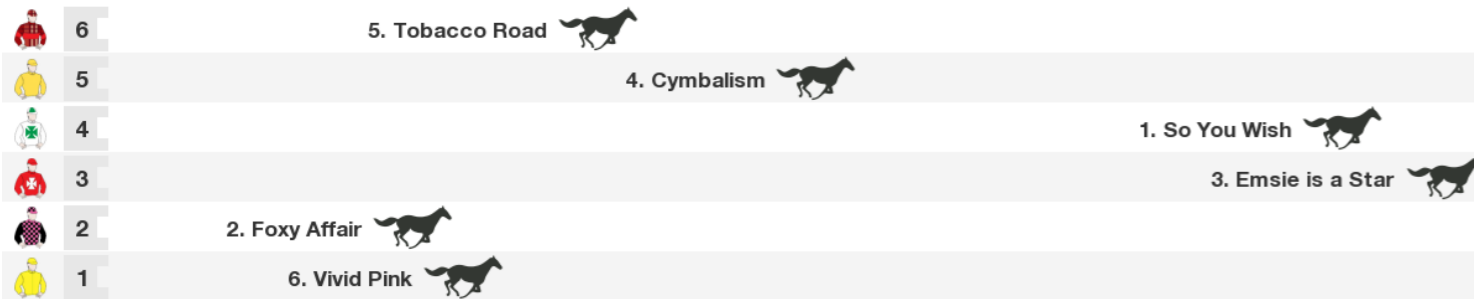 6 5. Tobacco Road
5 4. Cymbalism
4 1. So You Wish
3 3. Emsie is a Star
2 2. Foxy Affair
1 6. Vivid Pink